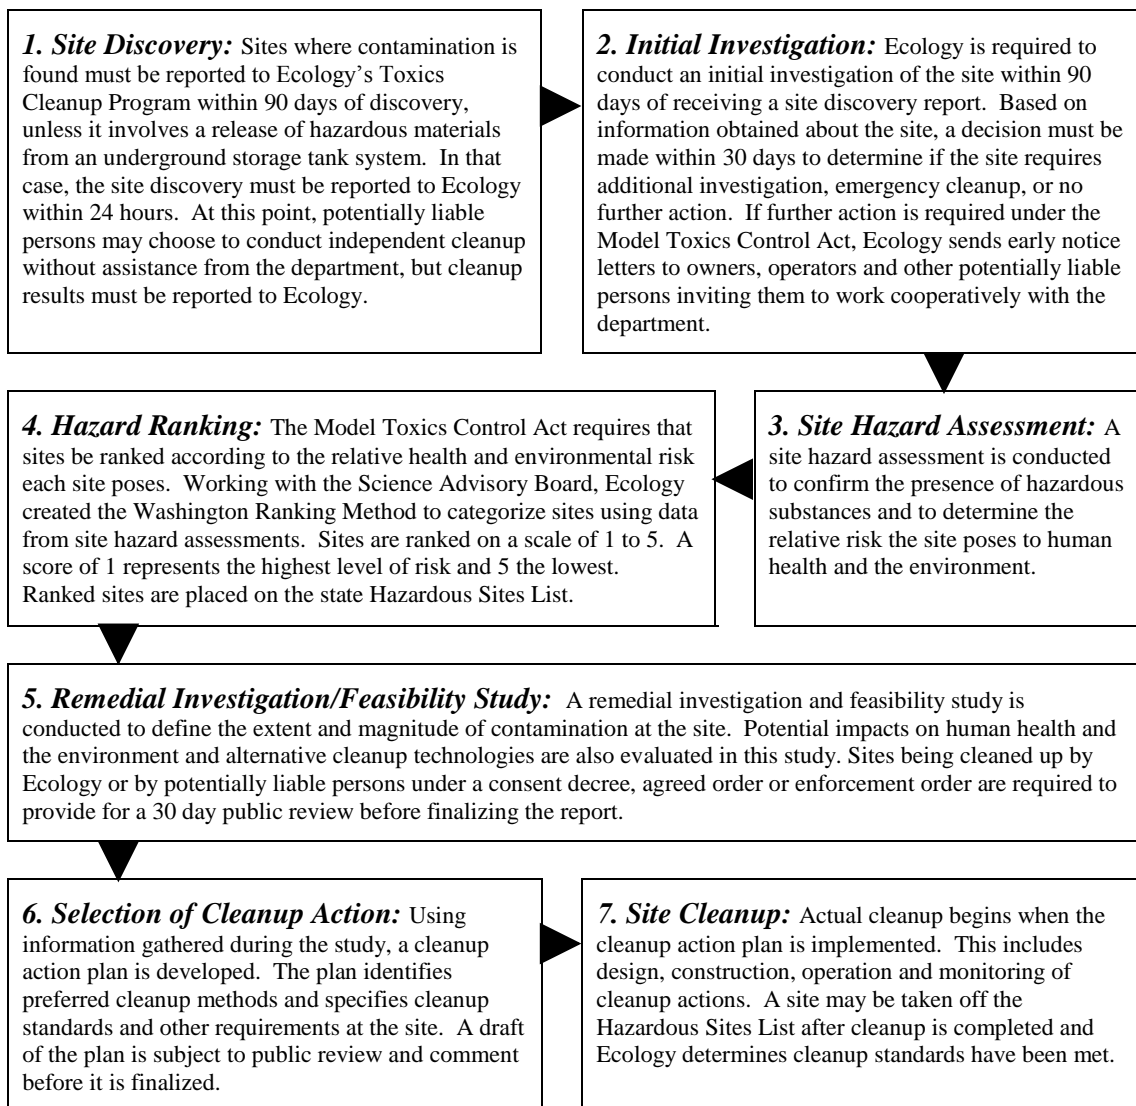 1. Site Discovery: Sites where contamination is
found must be reported to Ecology's Toxics
Cleanup Program within 90 days of discovery,
unless it involves a release of hazardous materials
from an underground storage tank system. In that
case, the site discovery must be reported to Ecology
within 24 hours. At this point, potentially liable
persons may choose to conduct independent cleanup
without assistance from the department, but cleanup
results must be reported to Ecology.
2. Initial Investigation: Ecology is required to
conduct an initial investigation of the site within 90
days of receiving a site discovery report. Based on
information obtained about the site, a decision must be
made within 30 days to determine if the site requires
additional investigation, emergency cleanup, or no
further action. If further action is required under the
Model Toxics Control Act, Ecology sends early notice
letters to owners, operators and other potentially liable
persons inviting them to work cooperatively with the
department.
3. Site Hazard Assessment: A
site hazard assessment is conducted
to confirm the presence of hazardous
substances and to determine the
relative risk the site poses to human
health and the environment.
4. Hazard Ranking: The Model Toxics Control Act requires that
sites be ranked according to the relative health and environmental risk
each site poses. Working with the Science Advisory Board, Ecology
created the Washington Ranking Method to categorize sites using data
from site hazard assessments. Sites are ranked on a scale of 1 to 5. A
score of 1 represents the highest level of risk and 5 the lowest.
Ranked sites are placed on the state Hazardous Sites List.
5. Remedial Investigation/Feasibility Study: A remedial investigation and feasibility study is
conducted to define the extent and magnitude of contamination at the site. Potential impacts on human health and
the environment and alternative cleanup technologies are also evaluated in this study. Sites being cleaned up by
Ecology or by potentially liable persons under a consent decree, agreed order or enforcement order are required to
provide for a 30 day public review before finalizing the report.
6. Selection of Cleanup Action: Using
information gathered during the study, a cleanup
action plan is developed. The plan identifies
preferred cleanup methods and specifies cleanup
standards and other requirements at the site. A draft
of the plan is subject to public review and comment
before it is finalized.
7. Site Cleanup: Actual cleanup begins when the
cleanup action plan is implemented. This includes
design, construction, operation and monitoring of
cleanup actions. A site may be taken off the
Hazardous Sites List after cleanup is completed and
Ecology determines cleanup standards have been met.